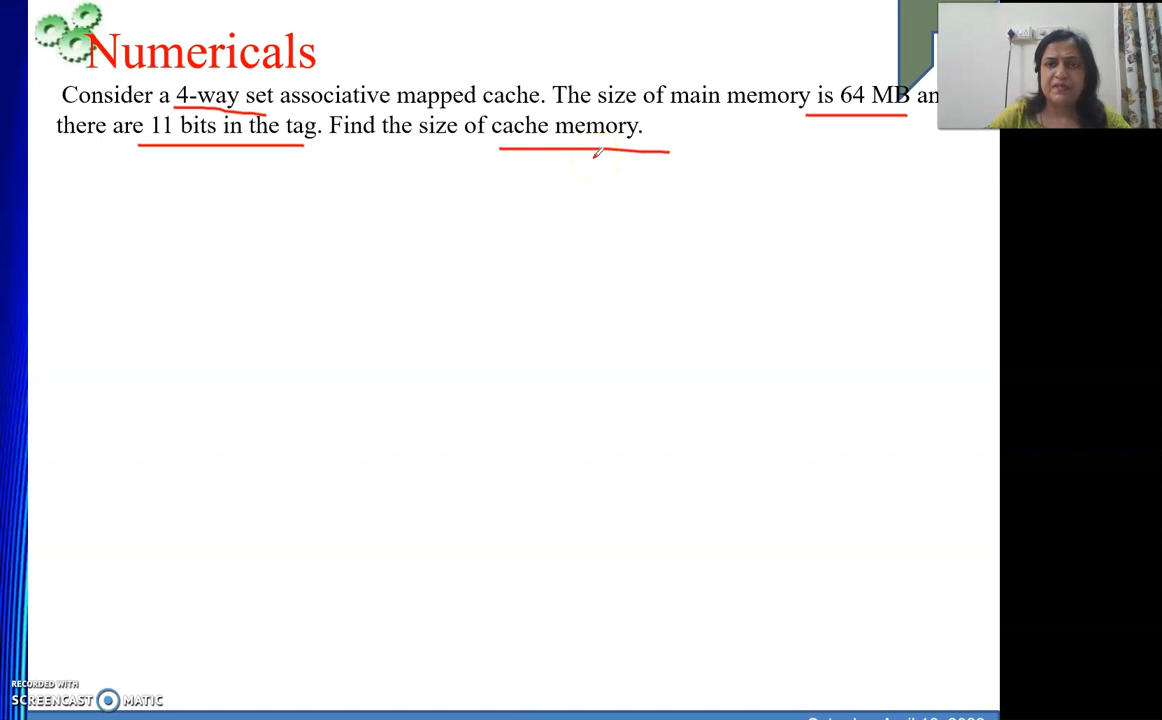 Numericals
Consider a 4-way set associative mapped cache. The size of main memory is 64 MB
there are 11 bits in the tag. Find the size of cache memory.
RECORDED WITH
SCREENCAST MATIC